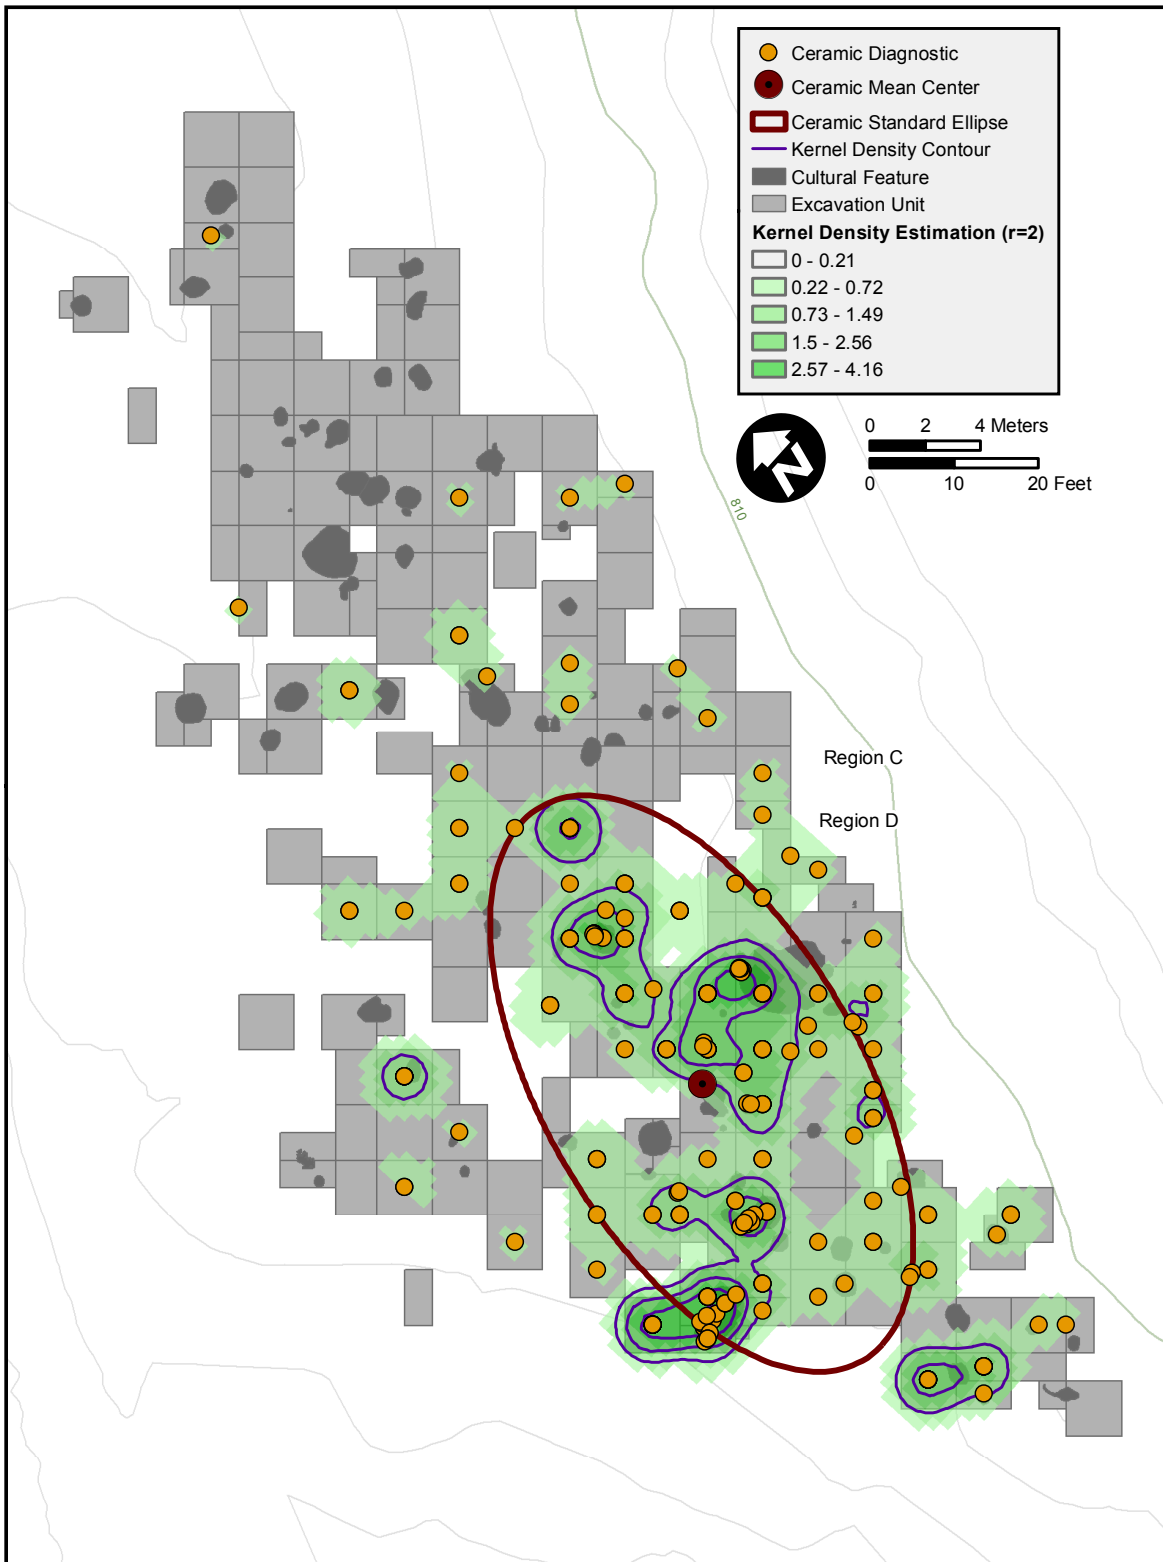 Ceramic Diagnostic
Ceramic Mean Center
Ceramic Standard Ellipse
Kernel Density Contour
Cultural Feature
Excavation Unit
Kernel Density Estimation (r=2)
0 - 0.21
0.22 - 0.72
0.73 - 1.49
1.5 - 2.56
2.57 - 4.16
N
0 2 4 Meters
0 10 20 Feet
810
Region C
Region D